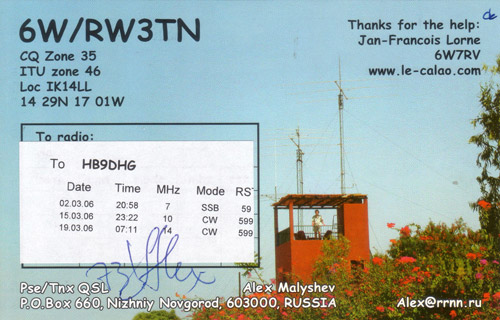 6W/RW3TN
CQ Zone 35
ITU zone 46
Loc IK14LL
14 29N 17 01W
Thanks for the help:
Jan-Francois Lorne
6W7RV
www.le-calao.com
To radio:
To HB9DHG
Date Time MHz Mode RS
02.03.06 20:58 7 SSB 59
15.03.06 23:22 10 CW 599
19.03.06 07:11 14 CW 599
73! Alex
Pse/Tnx QSL
Alex Malyshev
P.O.Box 660, Nizhniy Novgorod, 603000, RUSSIA
Alex@rrnn.ru